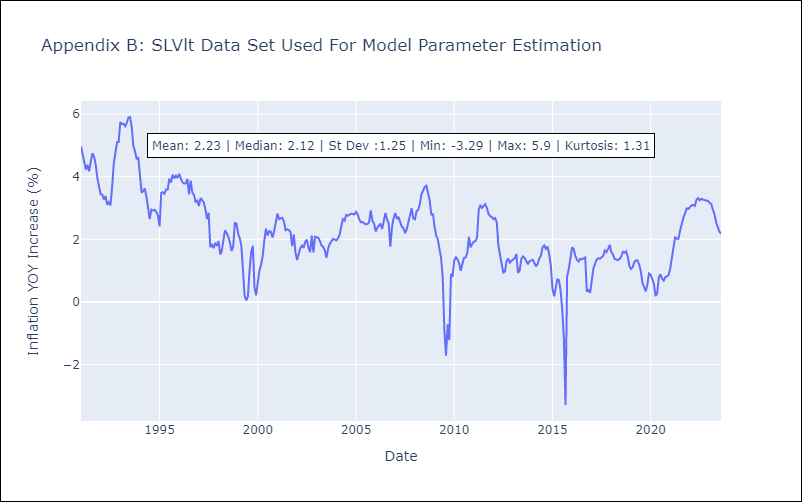 Appendix B: SLVlt Data Set Used For Model Parameter Estimation
Mean: 2.23 | Median: 2.12 | St Dev :1.25 | Min: -3.29 | Max: 5.9 | Kurtosis: 1.31
Inflation YOY Increase (%)
6
4
2
0
−2
1995
2000
2005
2010
2015
2020
Date